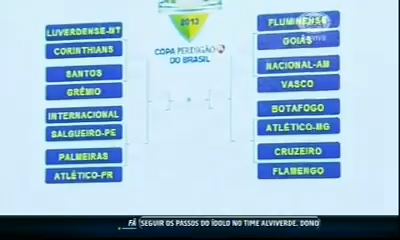 2013
COPA PERDIGÃO
DO BRASIL
LUVERDENSE-MT
CORINTHIANS
SANTOS
GRÊMIO
INTERNACIONAL
SALGUEIRO-PE
PALMEIRAS
ATLÉTICO-PR
FLUMINENSE
GOIÁS
NACIONAL-AM
VASCO
BOTAFOGO
ATLÉTICO-MG
CRUZEIRO
FLAMENGO
FÃ SEGUIR OS PASSOS DO ÍDOLO NO TIME ALVIVERDE. DONO